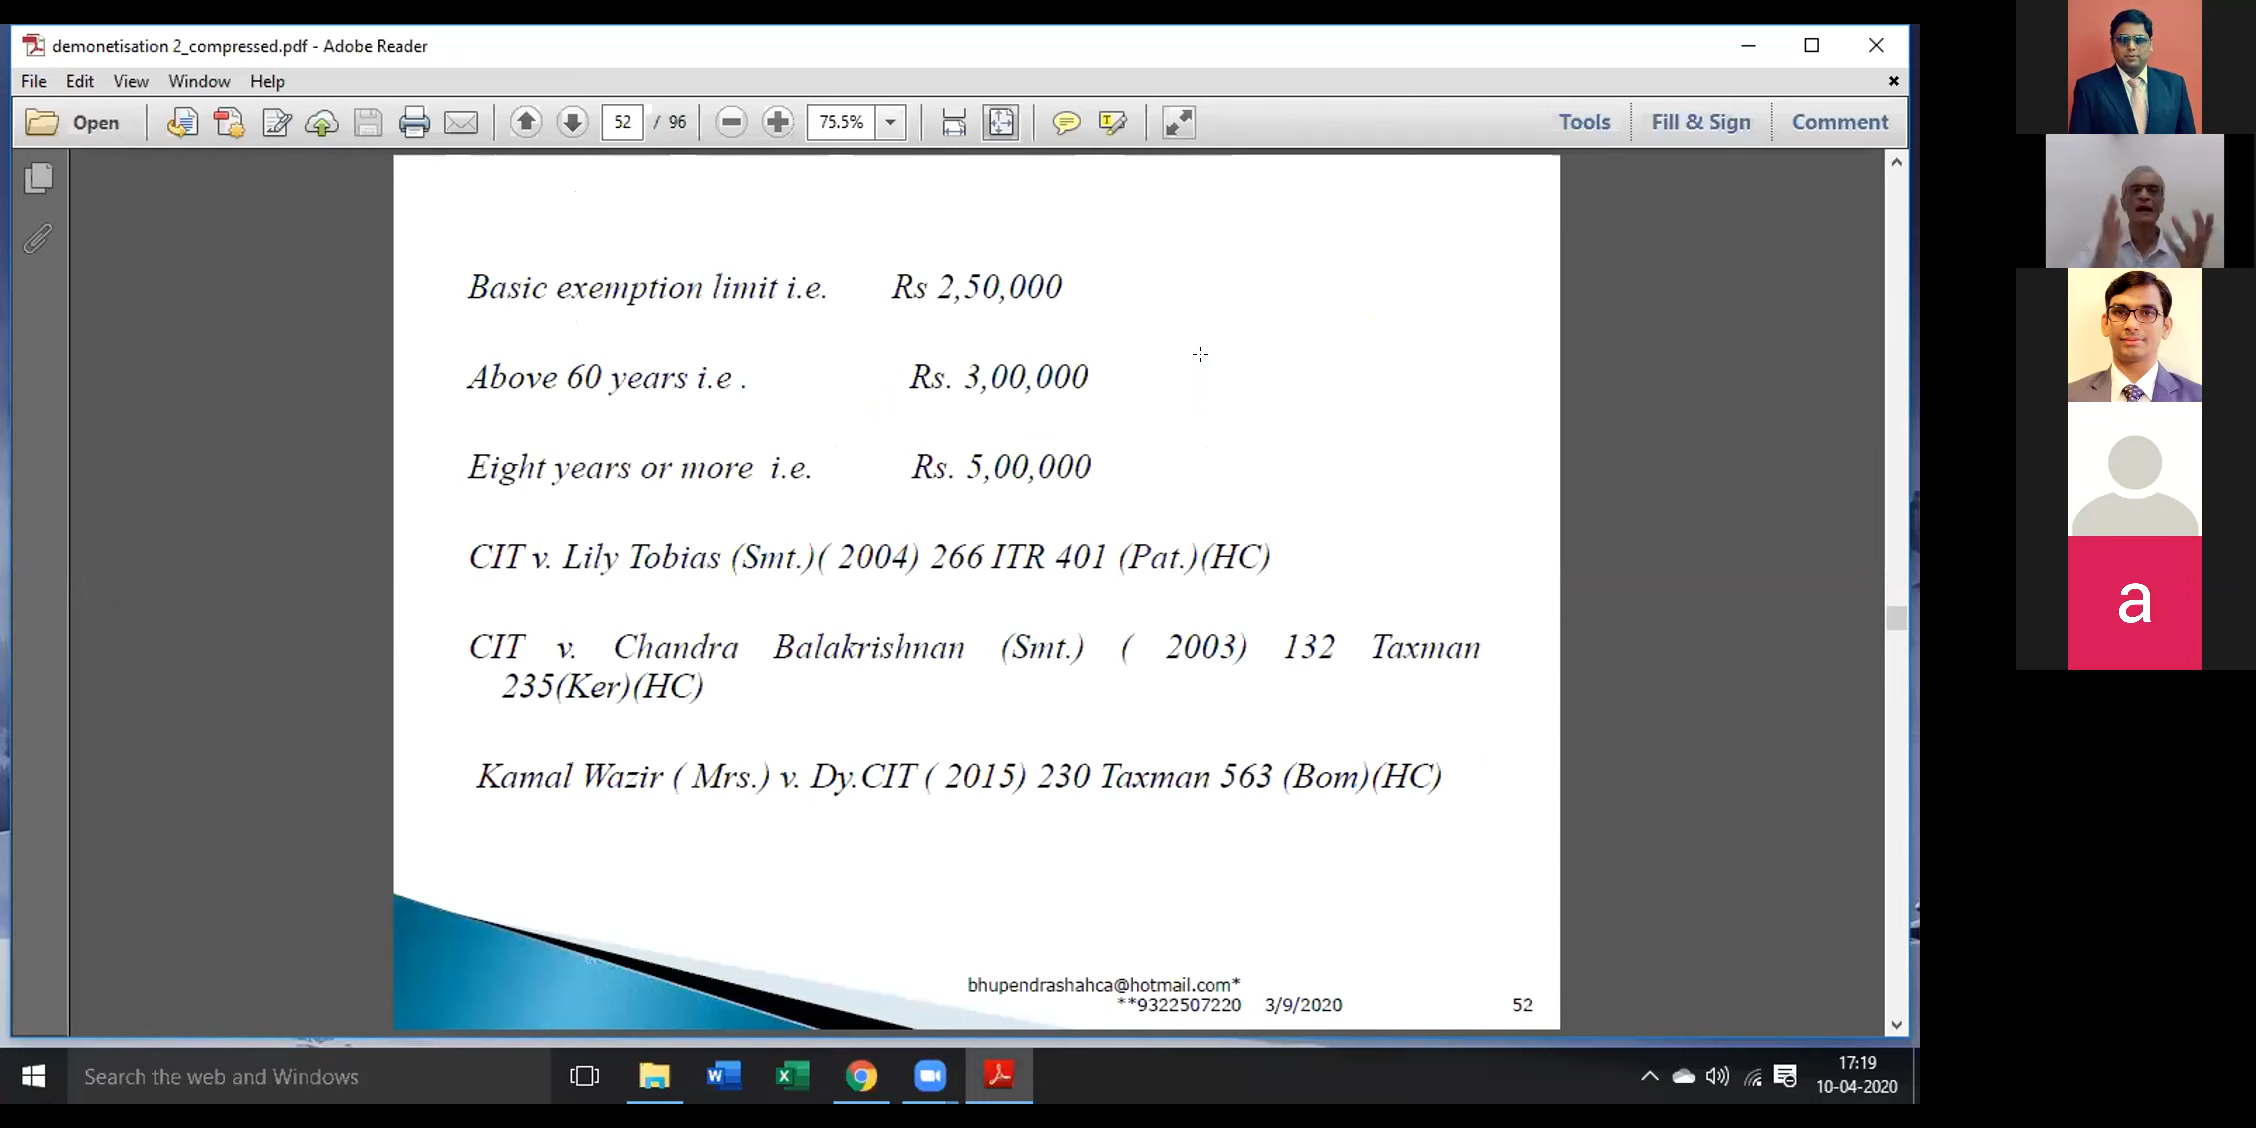 demonetisation 2_compressed.pdf - Adobe Reader
File Edit View Window Help
Open 52 / 96 75.5% Tools Fill & Sign Comment
Basic exemption limit i.e. Rs 2,50,000
Above 60 years i.e . Rs. 3,00,000
Eight years or more i.e. Rs. 5,00,000
CIT v. Lily Tobias (Smt.)( 2004) 266 ITR 401 (Pat.)(HC)
CIT v. Chandra Balakrishnan (Smt.) ( 2003) 132 Taxman
235(Ker)(HC)
Kamal Wazir ( Mrs.) v. Dy.CIT ( 2015) 230 Taxman 563 (Bom)(HC)
bhupendrashahca@hotmail.com*
**9322507220 3/9/2020 52
a
Search the web and Windows
17:19
10-04-2020